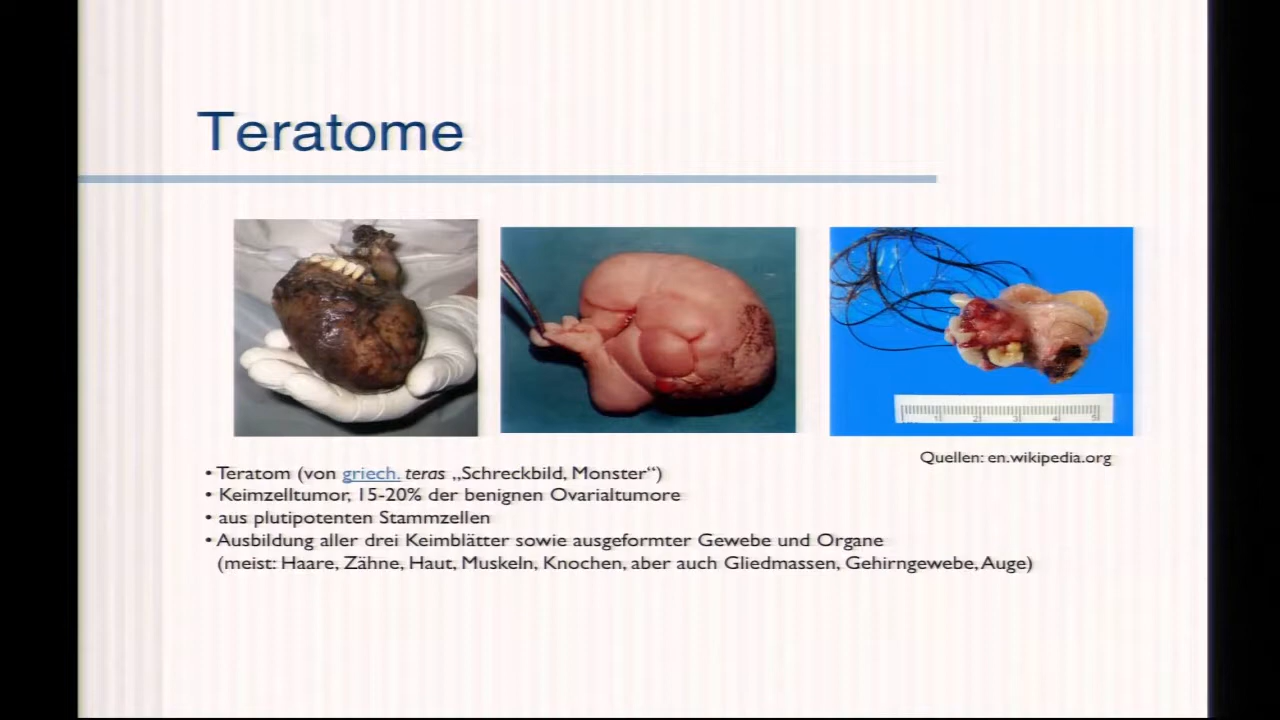 Teratome
Quellen: en.wikipedia.org
• Teratom (von griech. teras „Schreckbild, Monster“)
• Keimzelltumor, 15-20% der benignen Ovarialtumore
• aus plutipotenten Stammzellen
• Ausbildung aller drei Keimblätter sowie ausgeformter Gewebe und Organe
(meist: Haare, Zähne, Haut, Muskeln, Knochen, aber auch Gliedmassen, Gehirngewebe, Auge)